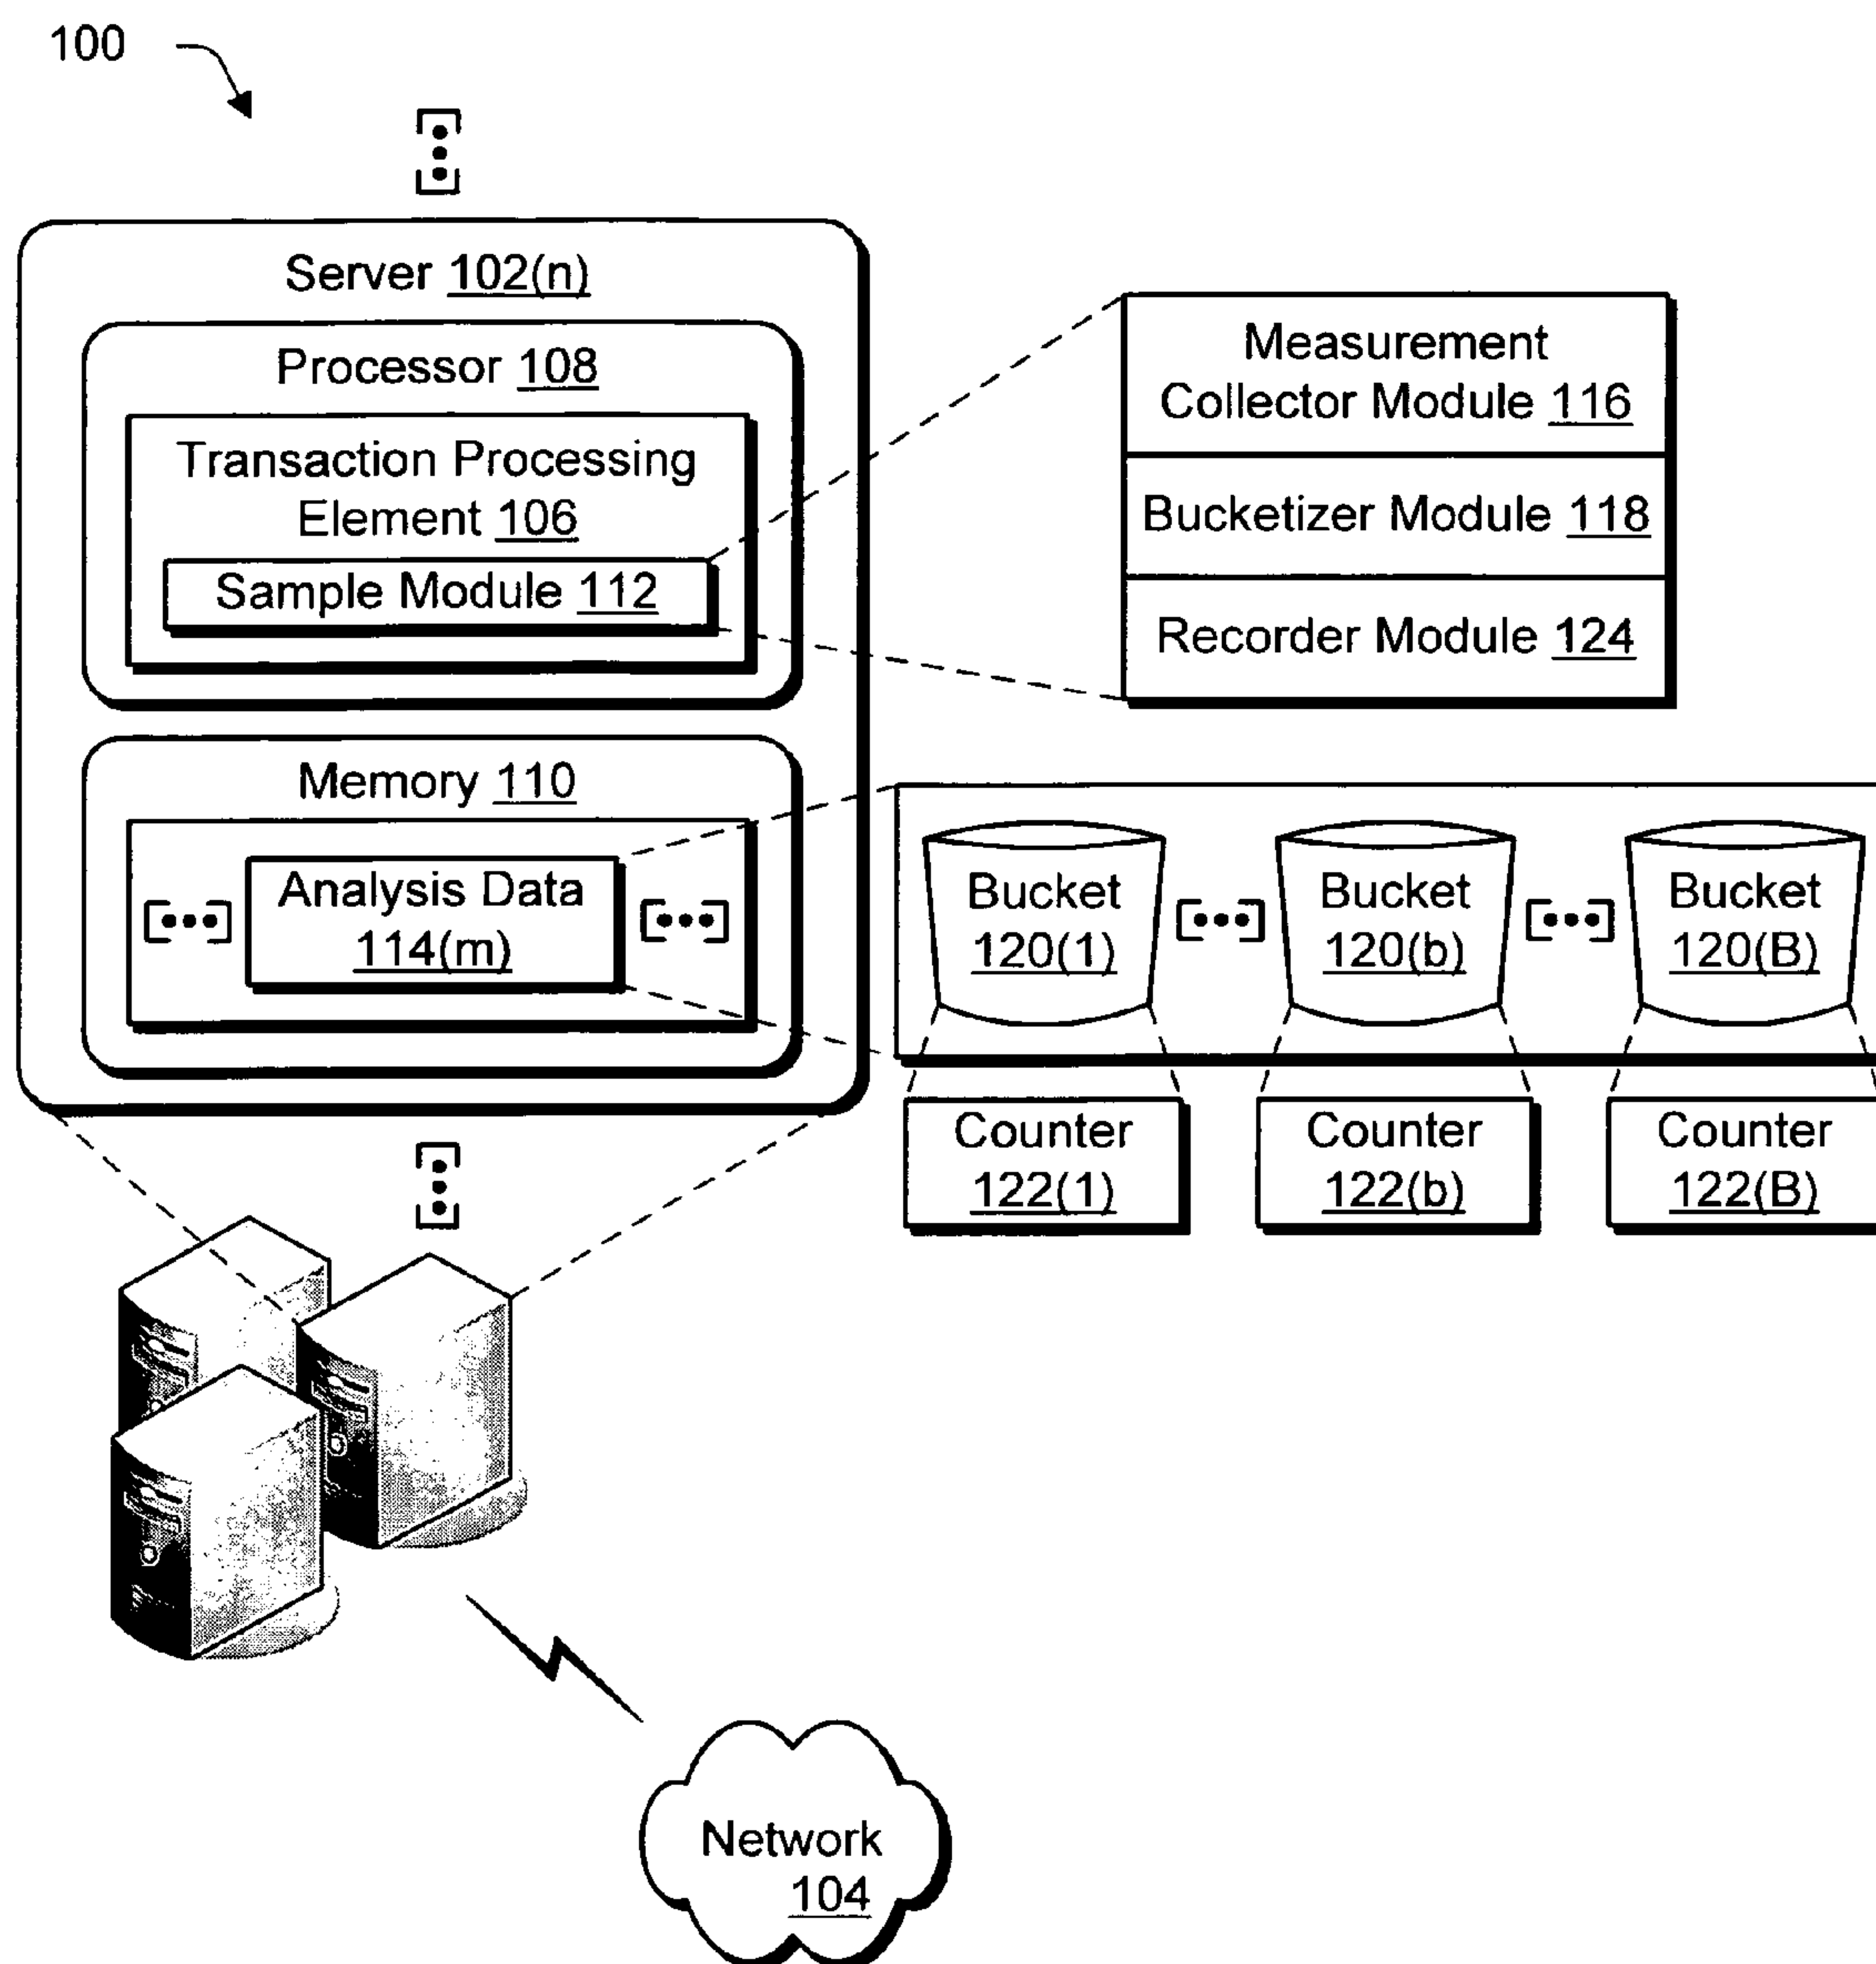 100
Server 102(n)
Processor 108
Transaction Processing
Element 106
Sample Module 112
Measurement
Collector Module 116
Bucketizer Module 118
Recorder Module 124
Memory 110
Analysis Data
114(m)
Bucket
120(1)
Bucket
120(b)
Bucket
120(B)
Counter
122(1)
Counter
122(b)
Counter
122(B)
Network
104